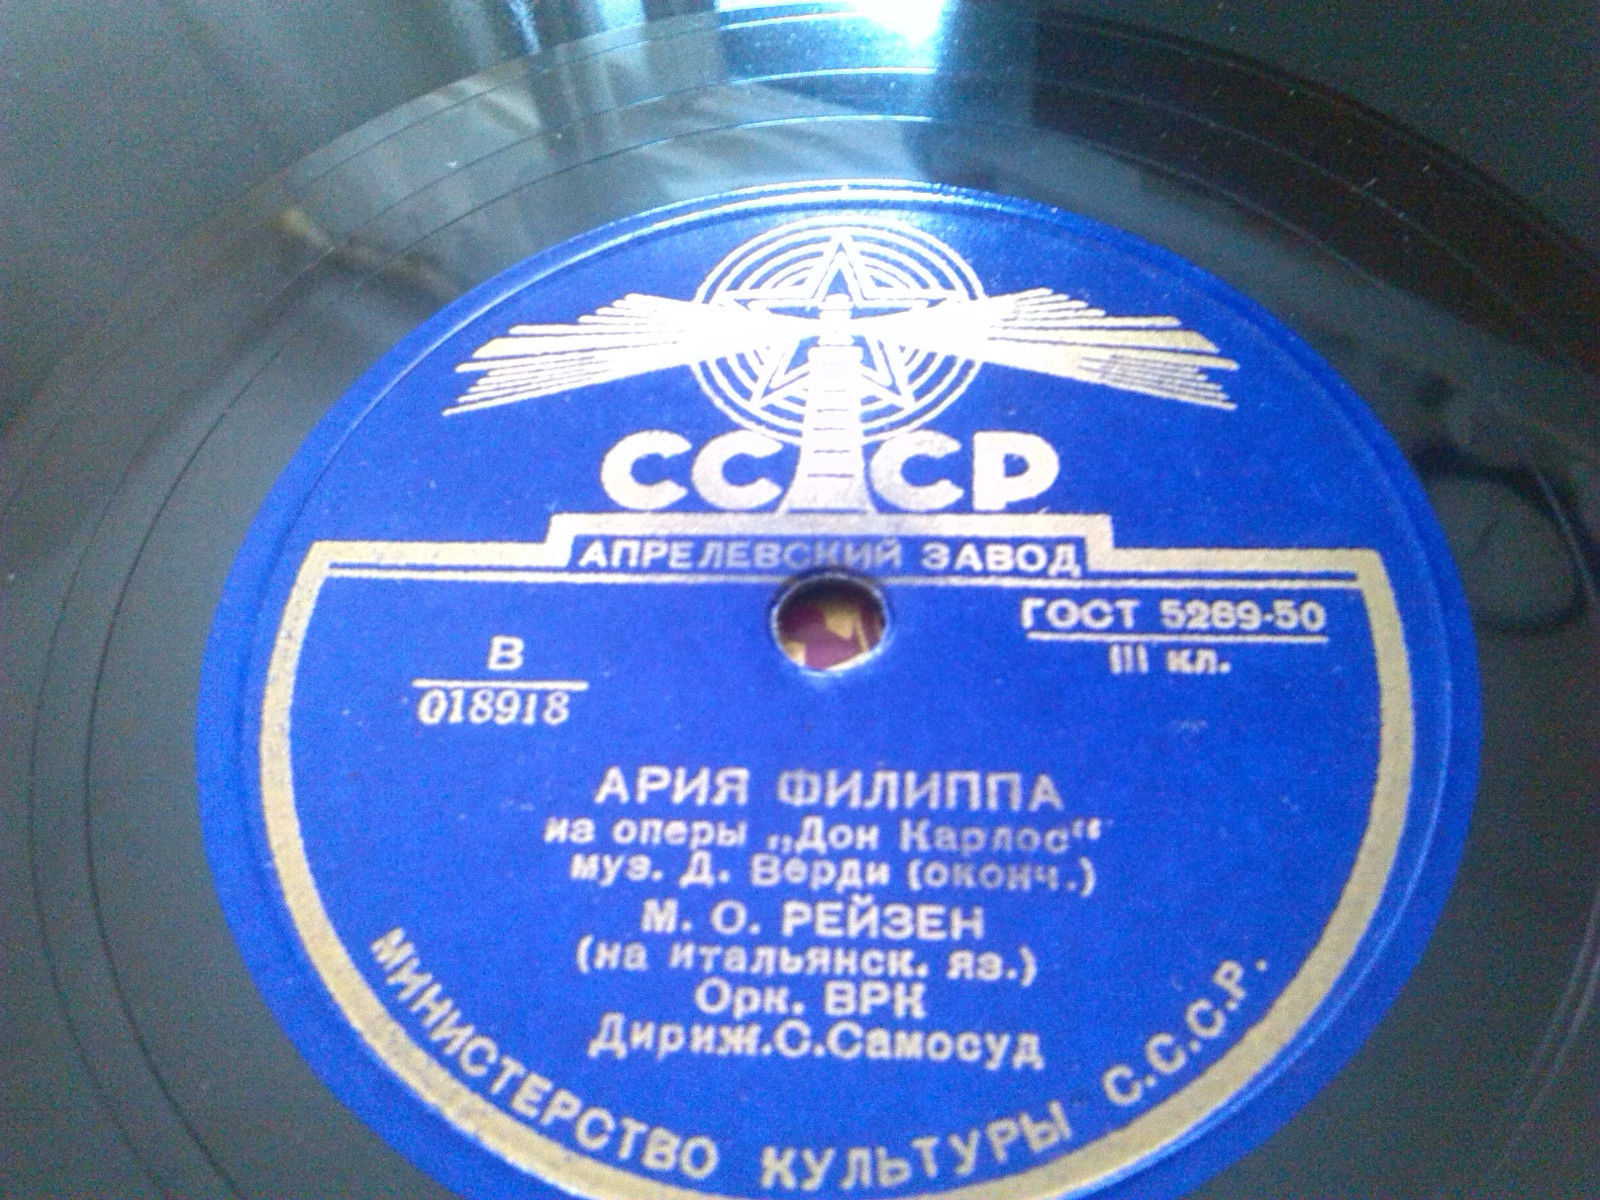 СССР
АПРЕЛЕВСКИЙ ЗАВОД
ГОСТ 5289-50
III кл.
В
018918
АРИЯ ФИЛИППА
из оперы „Дон Карлос“
муз. Д. Верди (оконч.)
М. О. РЕЙЗЕН
(на итальянск. яз.)
Орк. ВРК
Дириж.С.Самосуд
МИНИСТЕРСТВО КУЛЬТУРЫ С.С.С.Р.